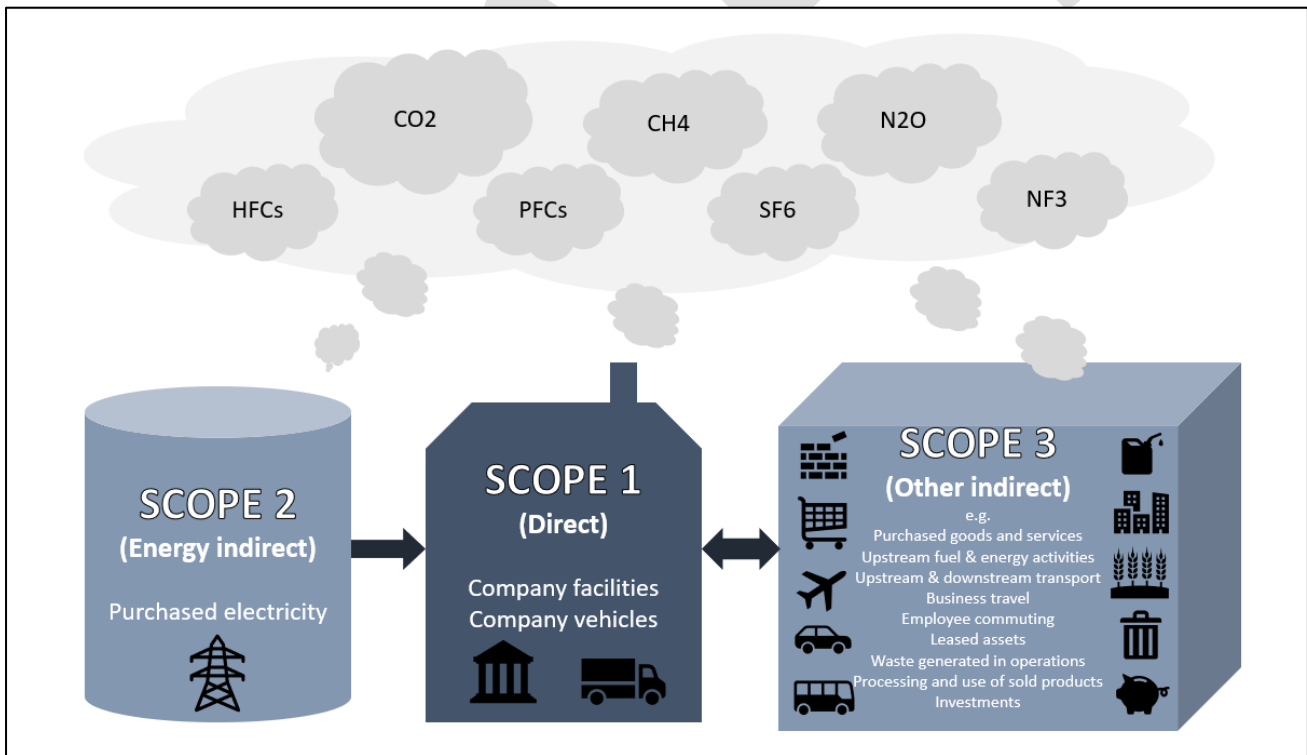 CO2
CH4
N2O
HFCs
PFCs
SF6
NF3
SCOPE 2
(Energy indirect)
Purchased electricity
SCOPE 1
(Direct)
Company facilities
Company vehicles
SCOPE 3
(Other indirect)
e.g.
Purchased goods and services
Upstream fuel & energy activities
Upstream & downstream transport
Business travel
Employee commuting
Leased assets
Waste generated in operations
Processing and use of sold products
Investments